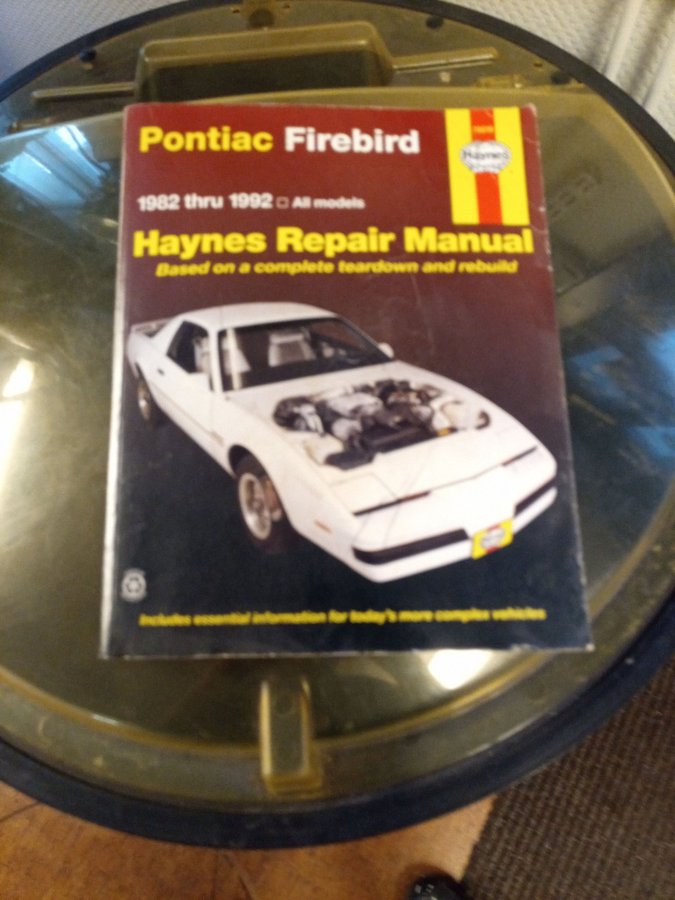 Pontiac Firebird
Haynes
1982 thru 1992 □ All models
Haynes Repair Manual
Based on a complete teardown and rebuild
Includes essential information for today's more complex vehicles